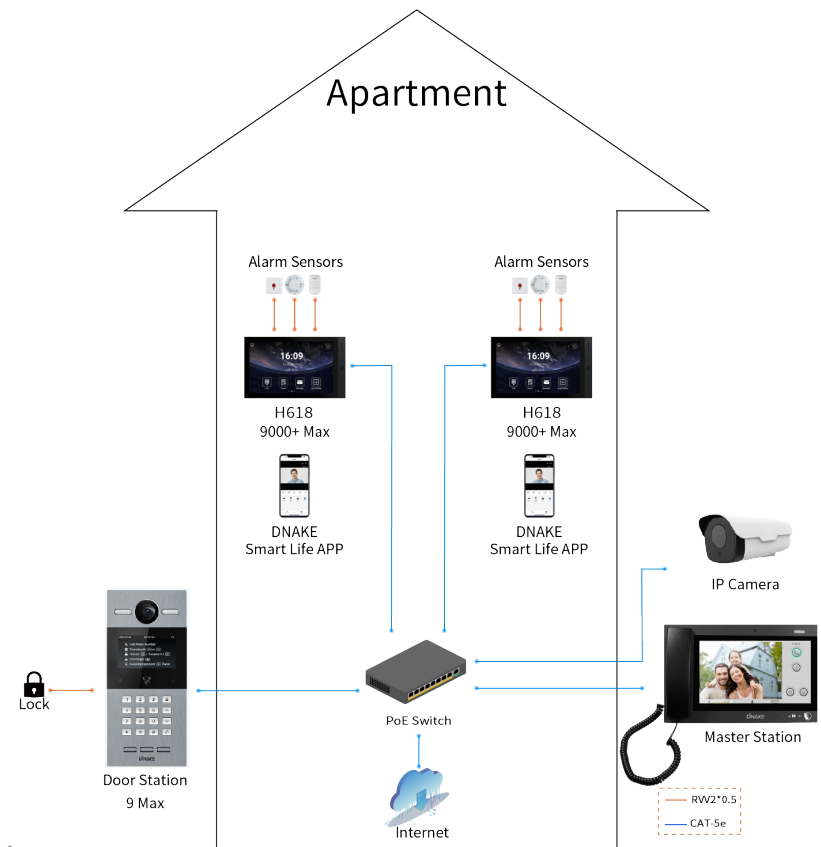 Apartment
Alarm Sensors
Alarm Sensors
16:09
16:09
H618
9000+ Max
H618
9000+ Max
DNAKE
Smart Life APP
DNAKE
Smart Life APP
IP Camera
Lock
PoE Switch
DNAKE
Master Station
DNAKE
Door Station
9 Max
Internet
RVV2*0.5
CAT-5e